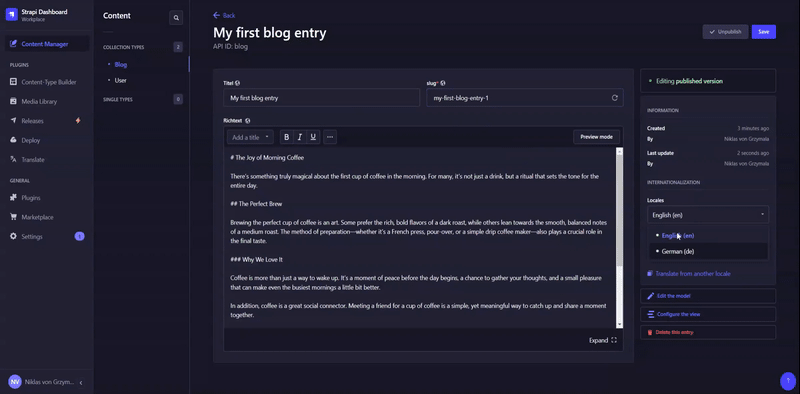 Strapi Dashboard
Workplace
Content Manager
PLUGINS
Content-Type Builder
Media Library
Releases
Deploy
Translate
GENERAL
Plugins
Marketplace
Settings
1
NV
Niklas von Grzym...
Content
COLLECTION TYPES
2
Blog
User
SINGLE TYPES
0
Back
My first blog entry
API ID: blog
Unpublish
Save
Titel
My first blog entry
slug*
my-first-blog-entry-1
Richtext
Add a title
B I U
Preview mode
# The Joy of Morning Coffee
There's something truly magical about the first cup of coffee in the morning. For many, it's not just a drink, but a ritual that sets the tone for the
entire day.
## The Perfect Brew
Brewing the perfect cup of coffee is an art. Some prefer the rich, bold flavors of a dark roast, while others lean towards the smooth, balanced notes
of a medium roast. The method of preparation—whether it's a French press, pour-over, or a simple drip coffee maker—also plays a crucial role in
the final taste.
### Why We Love It
Coffee is more than just a way to wake up. It's a moment of peace before the day begins, a chance to gather your thoughts, and a small pleasure
that can make even the busiest mornings a little bit better.
In addition, coffee is a great social connector. Meeting a friend for a cup of coffee is a simple, yet meaningful way to catch up and share a moment
together.
Expand
Editing published version
INFORMATION
Created
3 minutes ago
By
Niklas von Grzymala
Last update
2 seconds ago
By
Niklas von Grzymala
INTERNATIONALIZATION
Locales
English (en)
English (en)
German (de)
Translate from another locale
Edit the model
Configure the view
Delete this entry
?